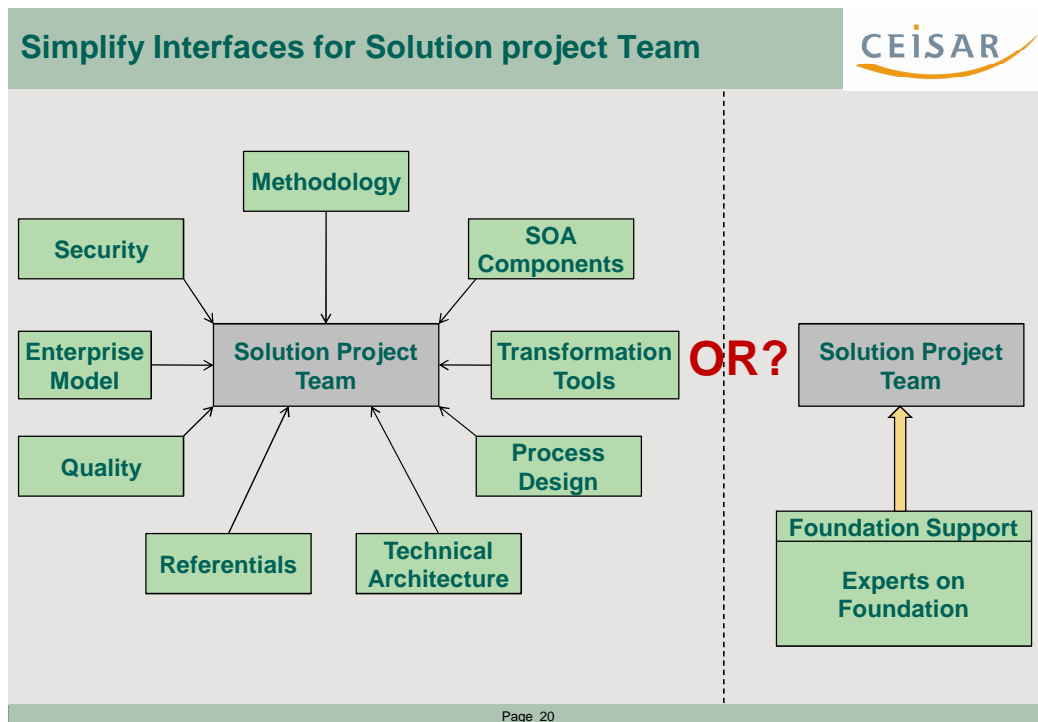 Simplify Interfaces for Solution project Team
CEiSAR
Methodology
Security
SOA
Components
Enterprise
Model
Solution Project
Team
Transformation
Tools
OR?
Solution Project
Team
Quality
Process
Design
Referentials
Technical
Architecture
Foundation Support
Experts on
Foundation
Page 20